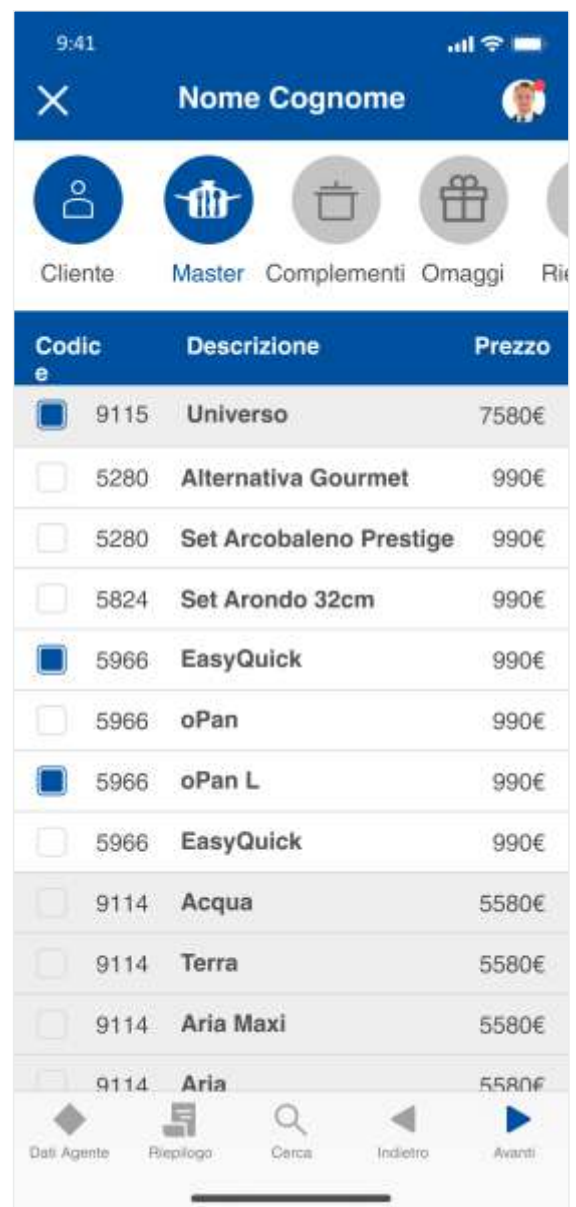 9:41
Nome Cognome
Cliente Master Complementi Omaggi Rie
Codic
e Descrizione Prezzo
9115 Universo 7580€
5280 Alternativa Gourmet 990€
5280 Set Arcobaleno Prestige 990€
5824 Set Arondo 32cm 990€
5966 EasyQuick 990€
5966 oPan 990€
5966 oPan L 990€
5966 EasyQuick 990€
9114 Acqua 5580€
9114 Terra 5580€
9114 Aria Maxi 5580€
9114 Aria 5580€
Dati Agente Riepilogo Cerca Indietro Avanti